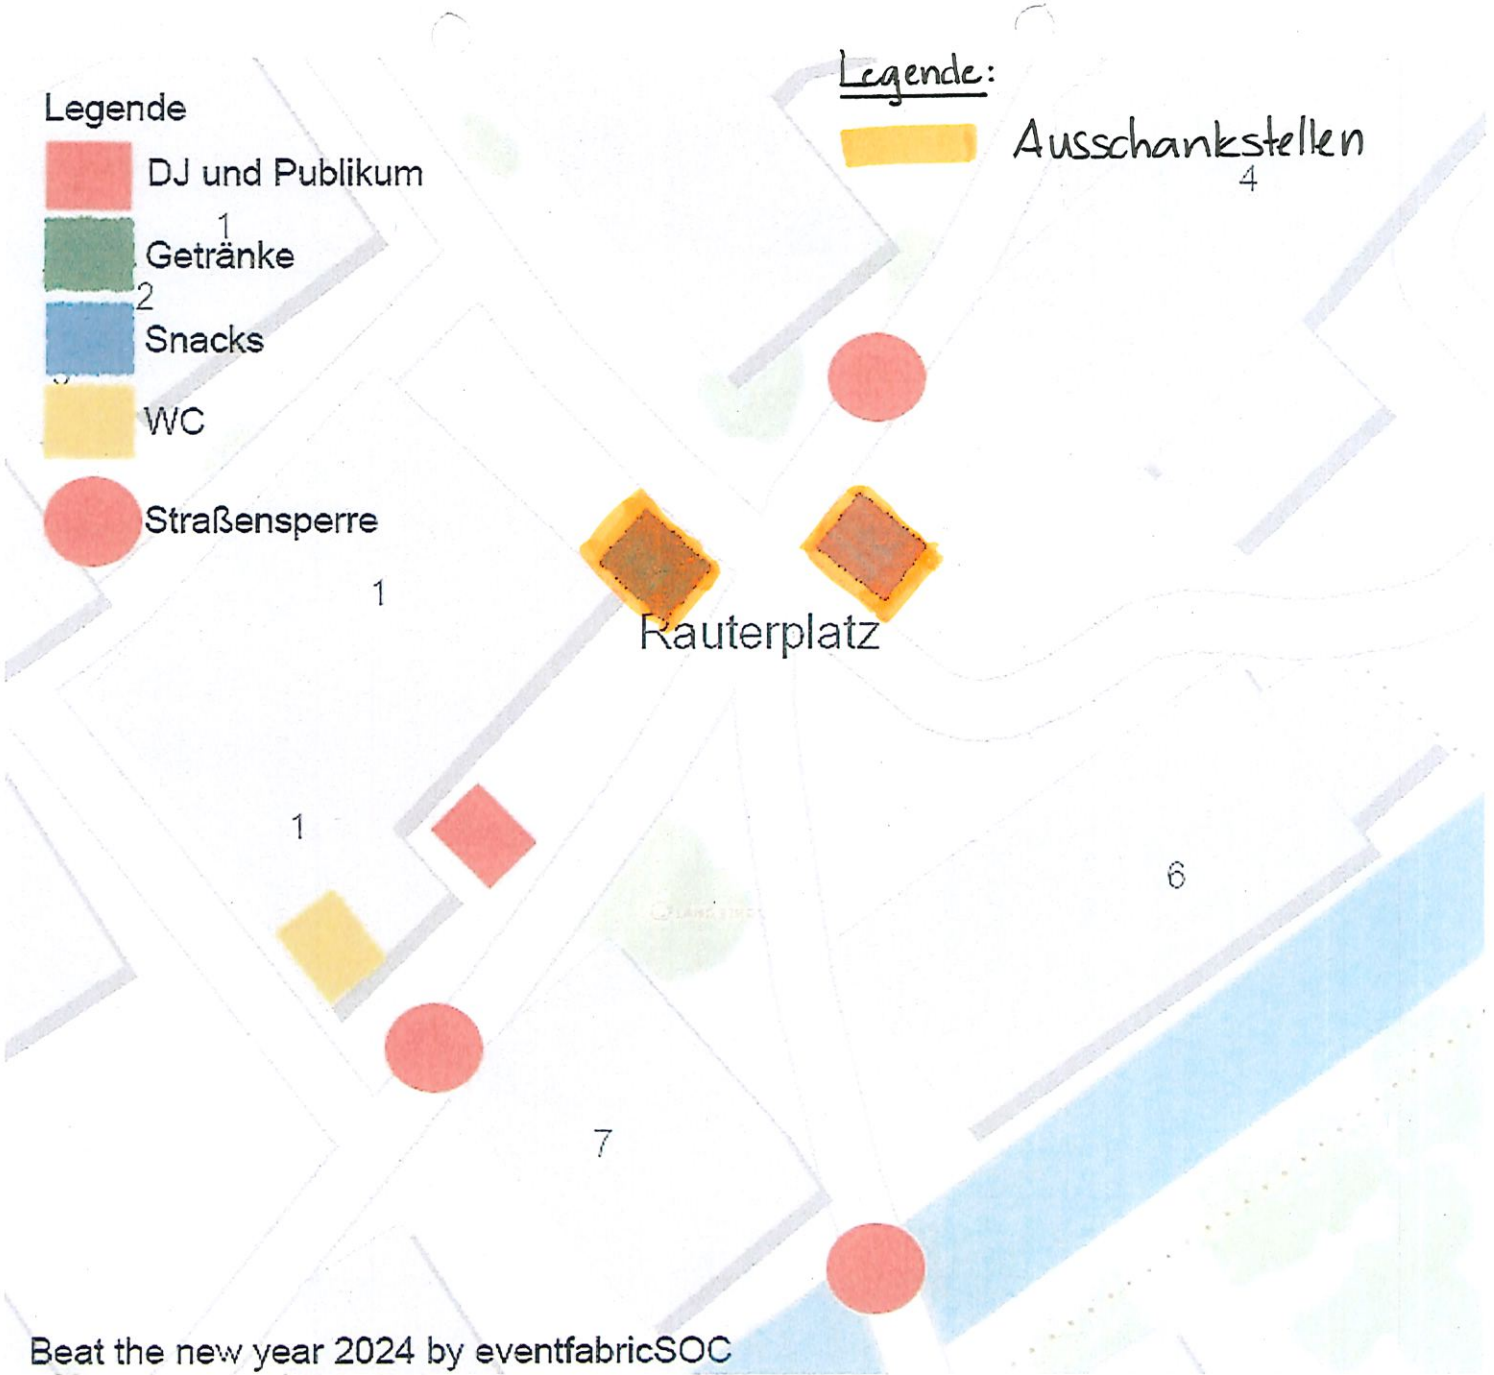 Legende:
Ausschankstellen
4
Legende
DJ und Publikum
1
Getränke
2
Snacks
WC
Straßensperre
1
Rauterplatz
1
6
7
Beat the new year 2024 by eventfabricSOC